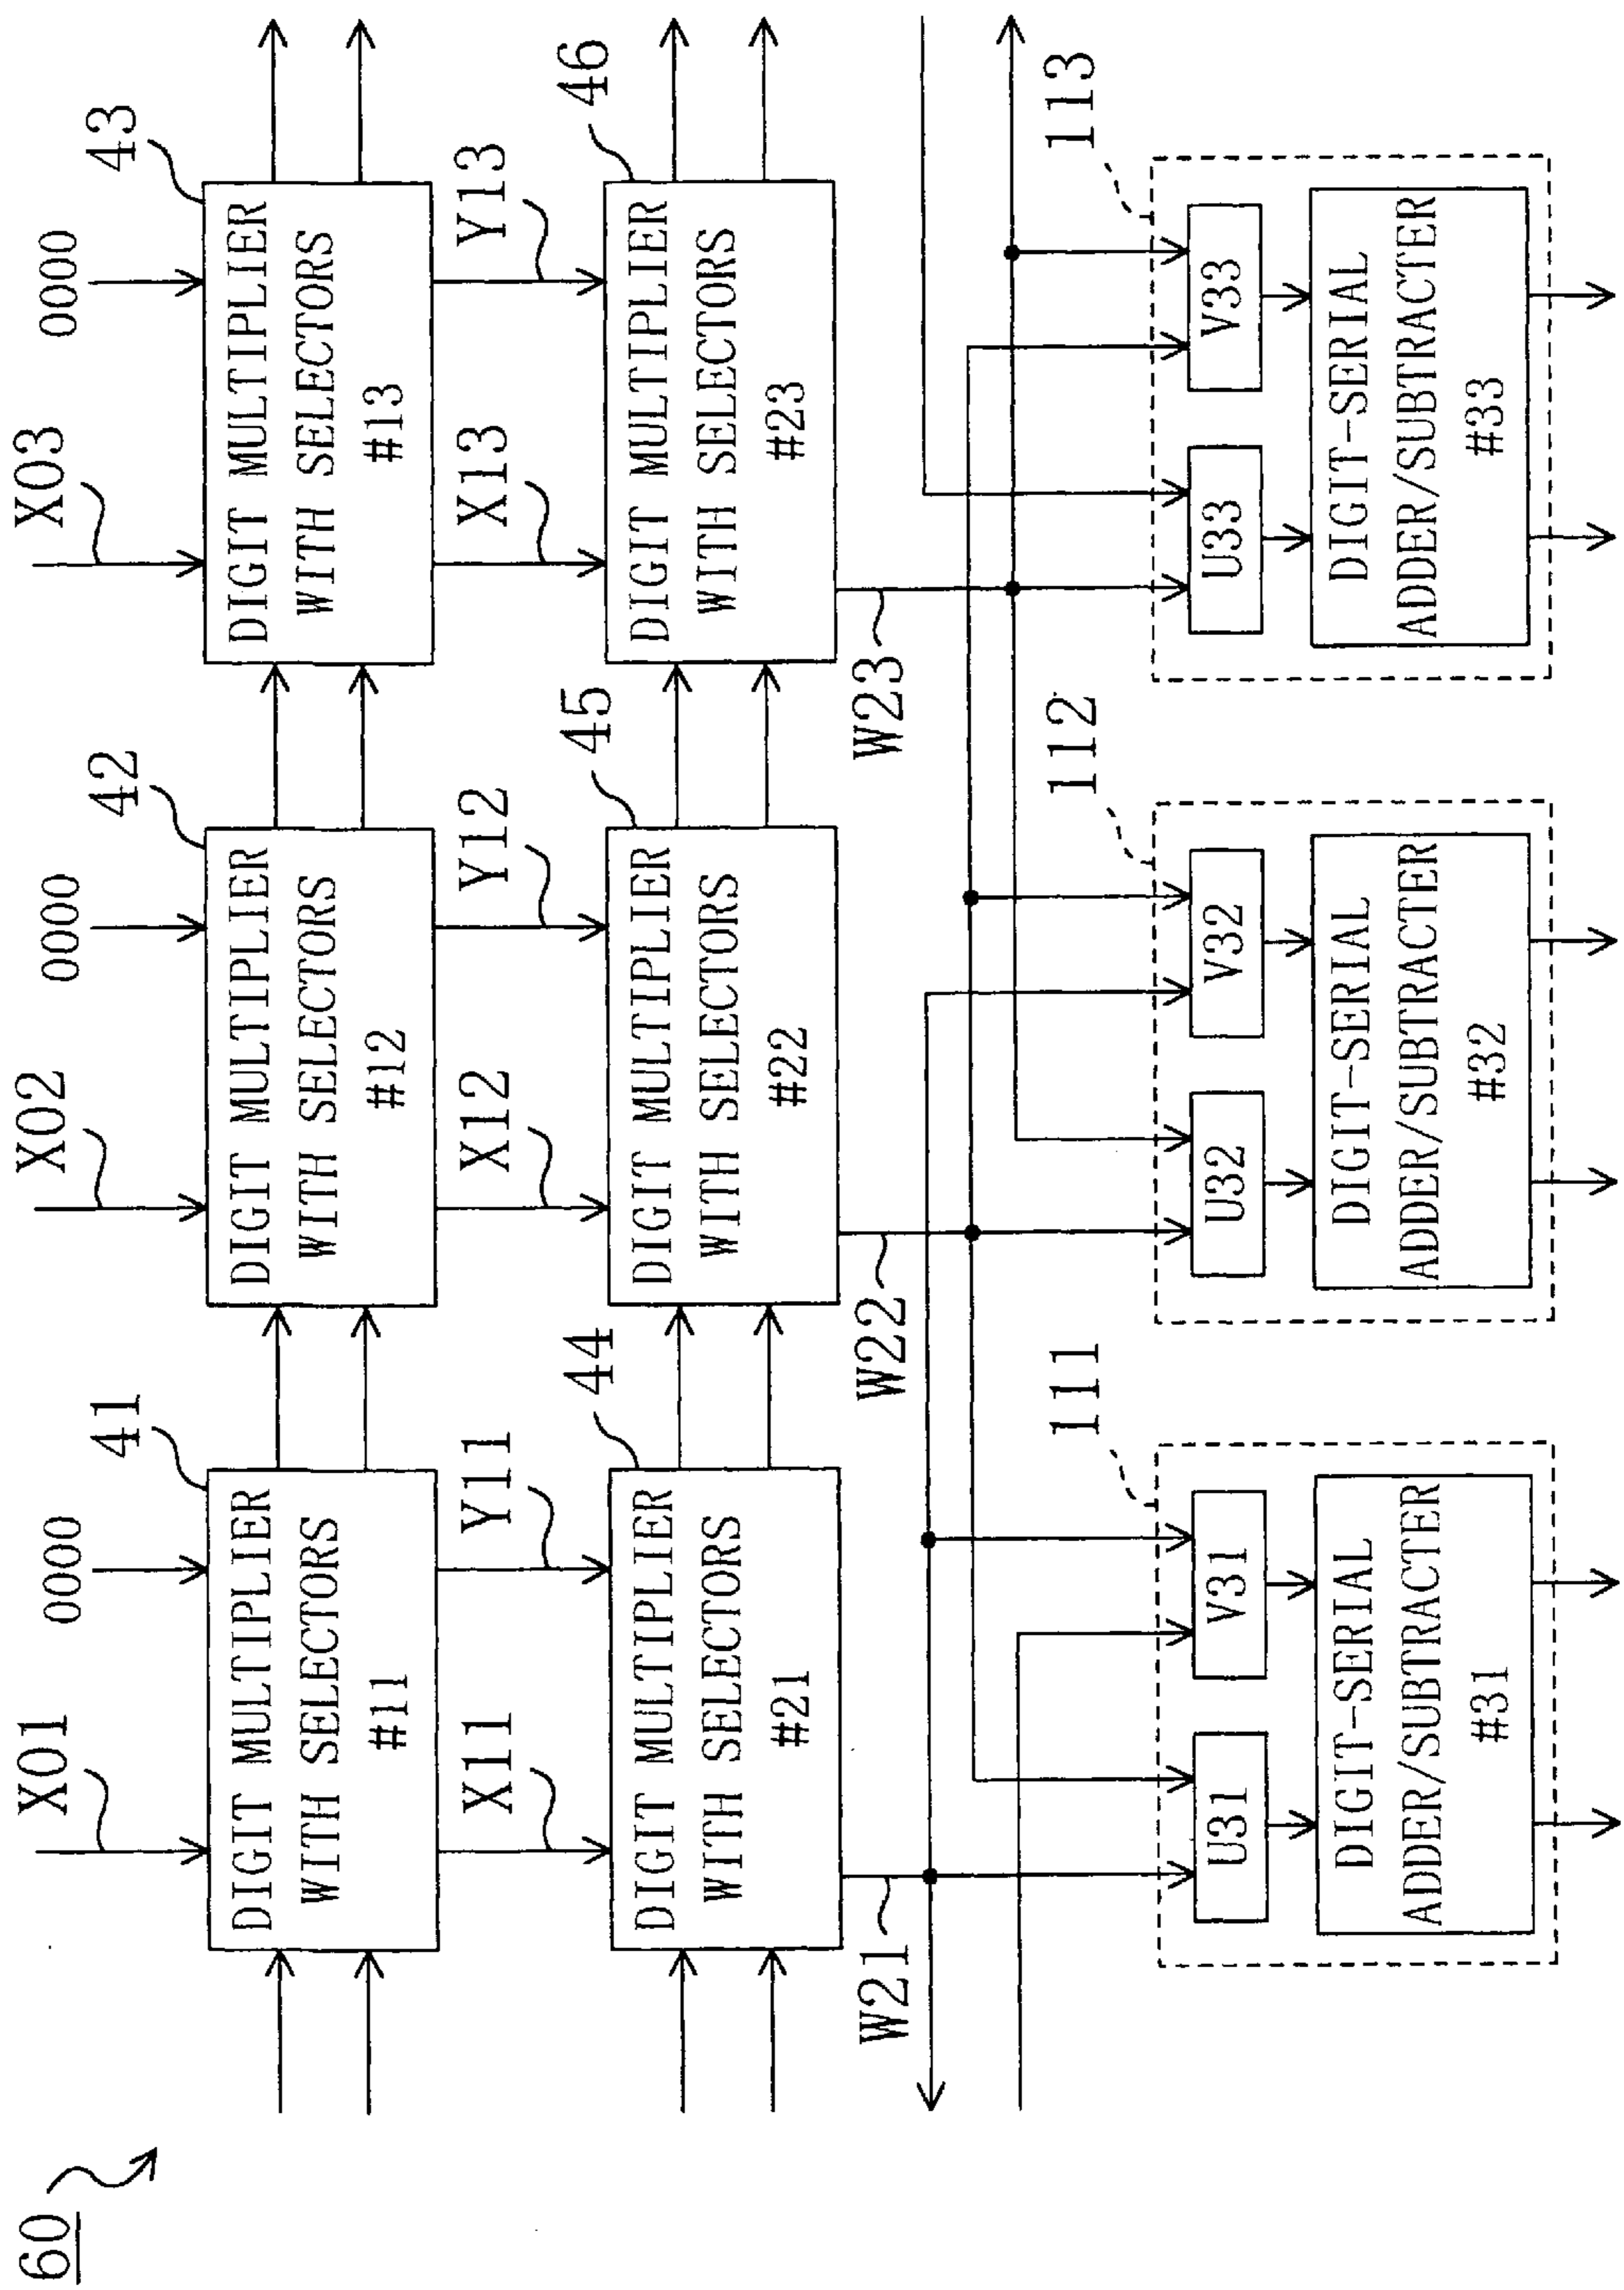 60
X01
0000
X02
0000
X03
0000
41
42
43
DIGIT MULTIPLIER
WITH SELECTORS
#11
DIGIT MULTIPLIER
WITH SELECTORS
#12
DIGIT MULTIPLIER
WITH SELECTORS
#13
X11
Y11
X12
Y12
X13
Y13
44
45
46
DIGIT MULTIPLIER
WITH SELECTORS
#21
DIGIT MULTIPLIER
WITH SELECTORS
#22
DIGIT MULTIPLIER
WITH SELECTORS
#23
W21
W22
W23
111
112
113
U31
V31
U32
V32
U33
V33
DIGIT-SERIAL
ADDER/SUBTRACTER
#31
DIGIT-SERIAL
ADDER/SUBTRACTER
#32
DIGIT-SERIAL
ADDER/SUBTRACTER
#33